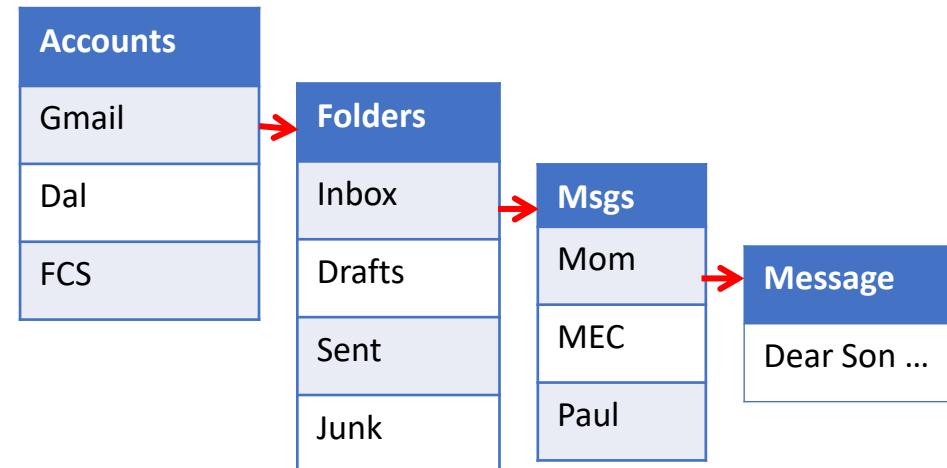 Accounts
Gmail
Dal
FCS
Folders
Inbox
Drafts
Sent
Junk
Msgs
Mom
MEC
Paul
Message
Dear Son ...